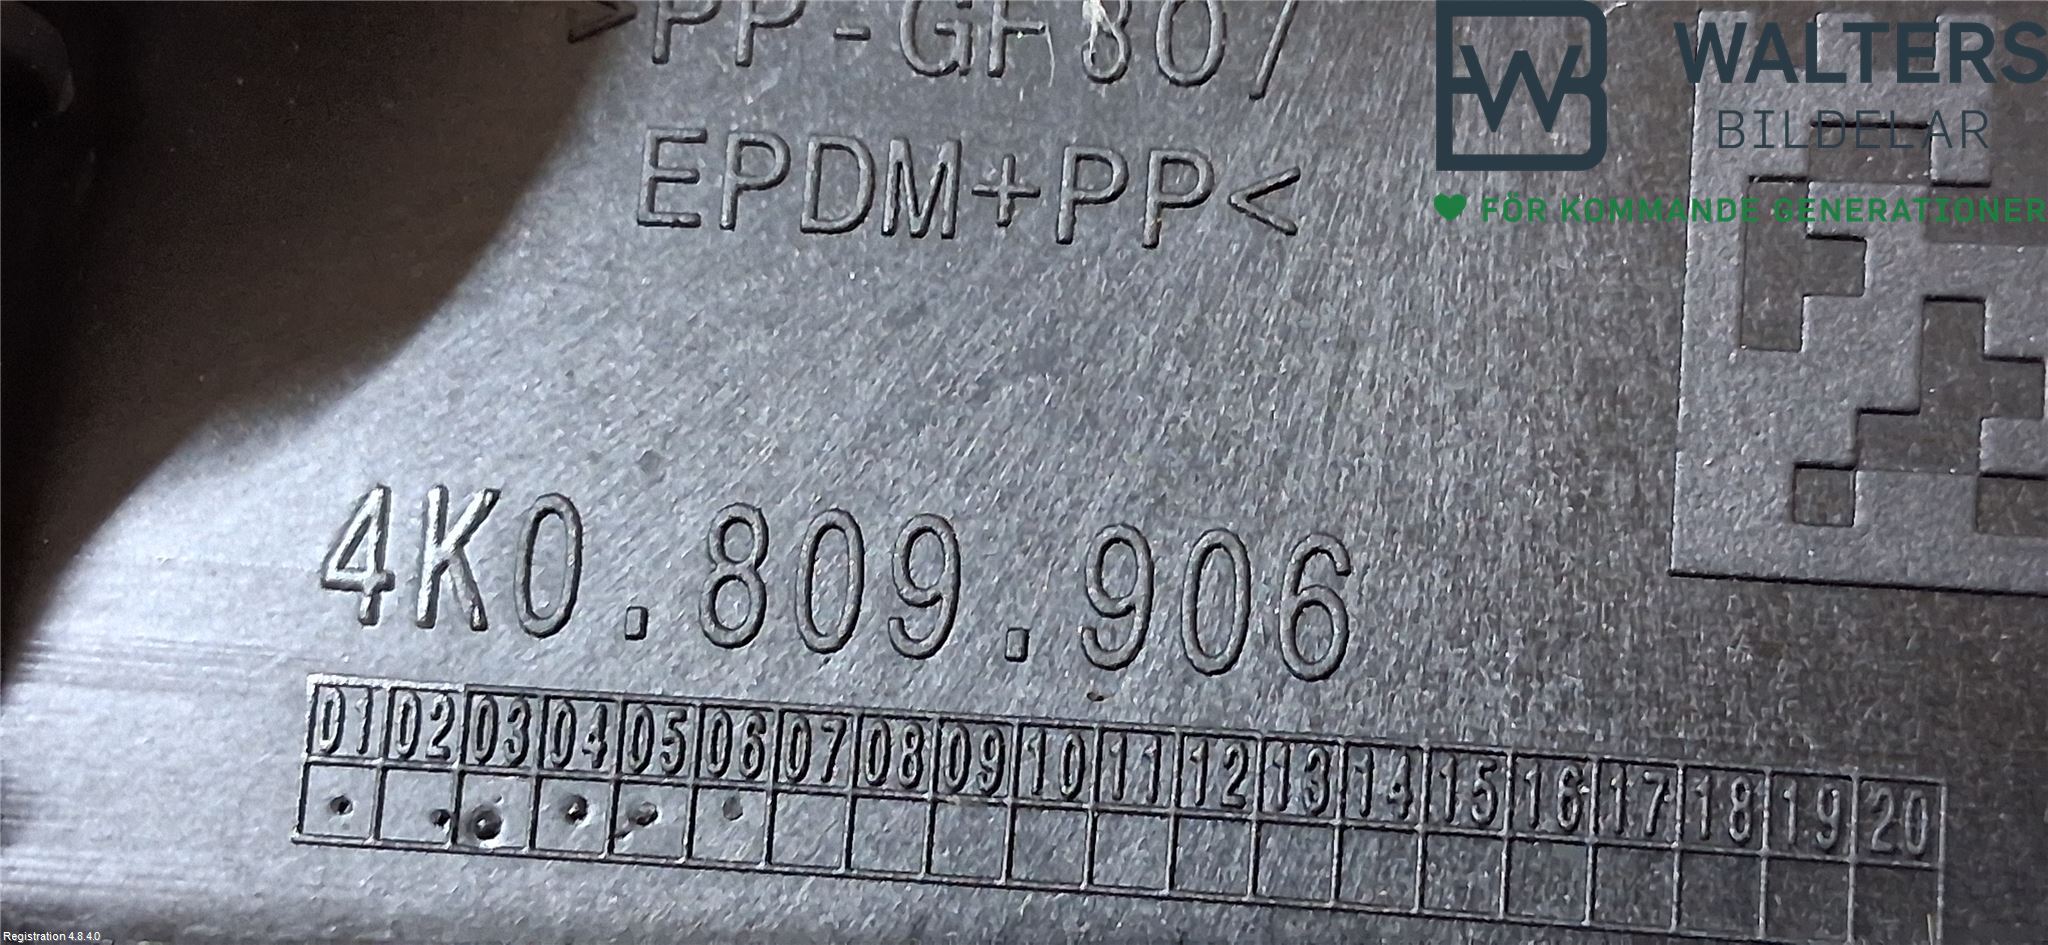 >PP-GF30/
EPDM+PP<
WALTERS
BILDELAR
FÖR KOMMANDE GENERATIONER
4K0.809.906
01 02 03 04 05 06 07 08 09 10 11 12 13 14 15 16 17 18 19 20
Registration 4.8.4.0